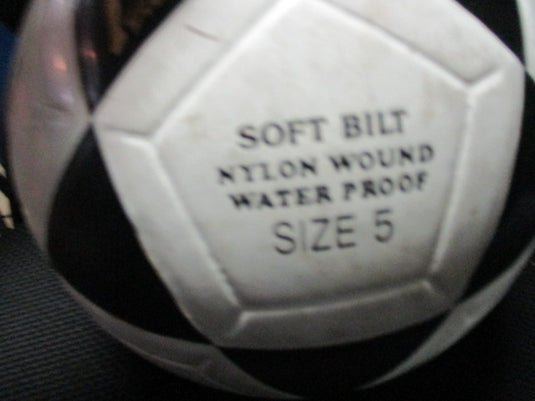 SOFT BILT
NYLON WOUND
WATER PROOF
SIZE 5